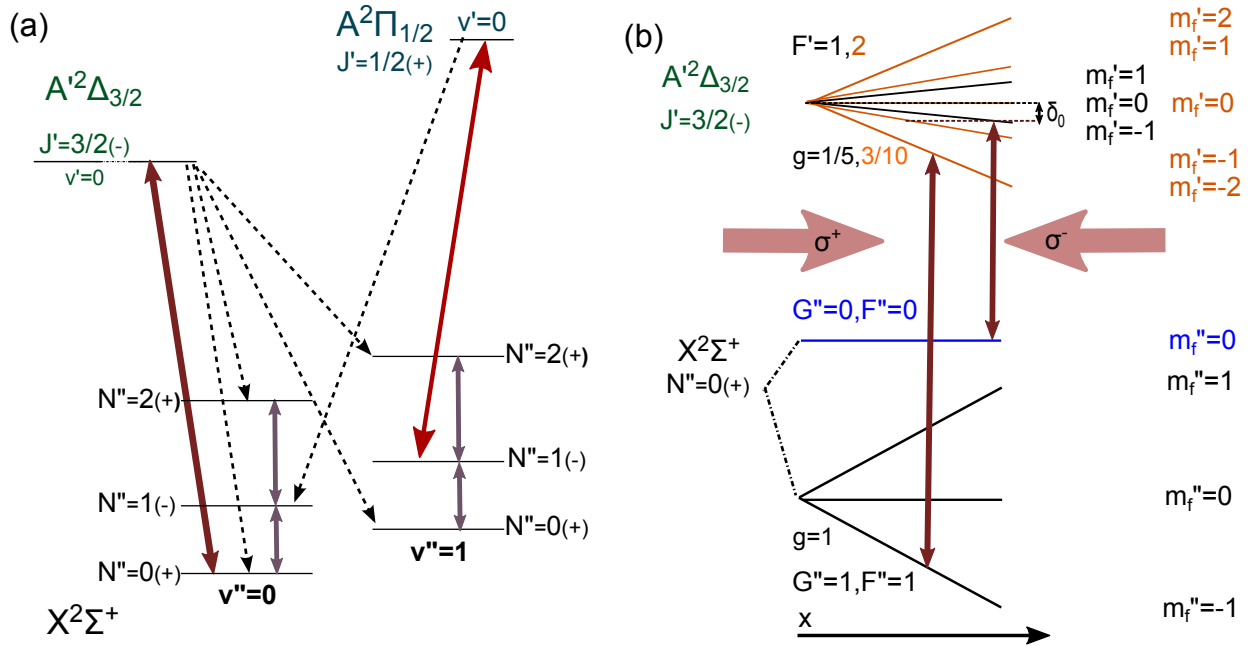 (a)
A²Π₁/₂
v'=0
J'=1/2(+)
A'²Δ₃/₂
J'=3/2(-)
v'=0
N"=2(+)
N"=2(+)
N"=1(-)
N"=1(-)
N"=0(+)
N"=0(+)
v"=1
v"=0
X²Σ⁺
(b)
F'=1,2
m_f'=2
m_f'=1
A'²Δ₃/₂
m_f'=1
m_f'=0
m_f'=0
δ₀
J'=3/2(-)
m_f'=-1
g=1/5,3/10
m_f'=-1
m_f'=-2
σ⁺
σ⁻
G"=0,F"=0
m_f"=0
X²Σ⁺
N"=0(+)
m_f"=1
m_f"=0
g=1
G"=1,F"=1
m_f"=-1
x